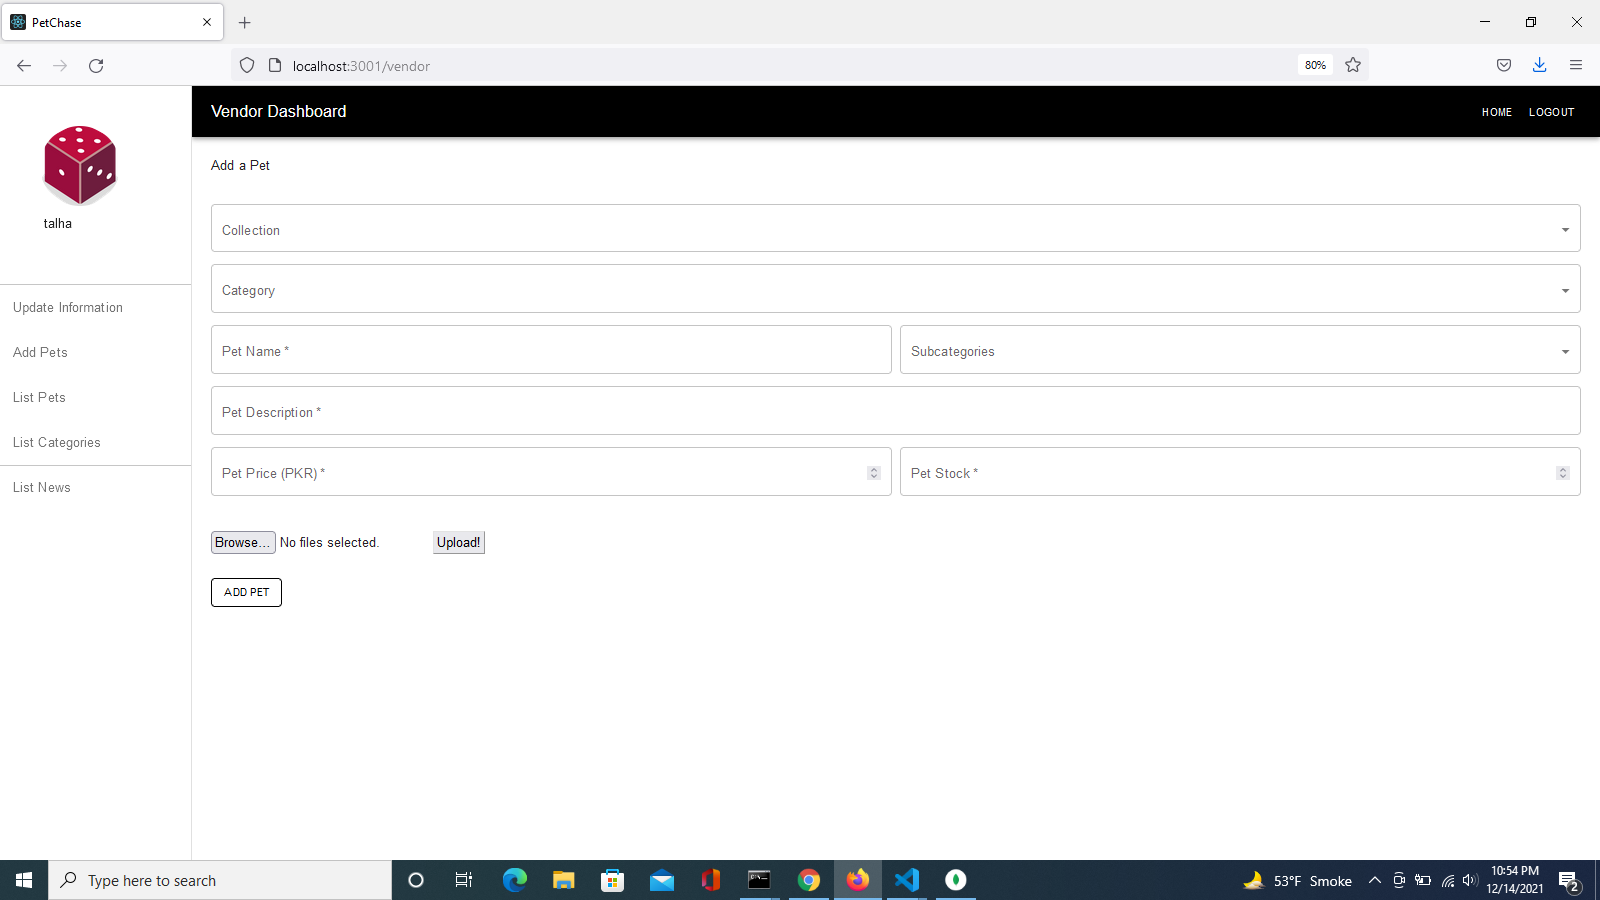 PetChase
localhost:3001/vendor
80%
Vendor Dashboard
HOME
LOGOUT
talha
Update Information
Add Pets
List Pets
List Categories
List News
Add a Pet
Collection
Category
Pet Name *
Subcategories
Pet Description *
Pet Price (PKR) *
Pet Stock *
Browse...
No files selected.
Upload!
ADD PET
Type here to search
53°F Smoke
10:54 PM
12/14/2021
2